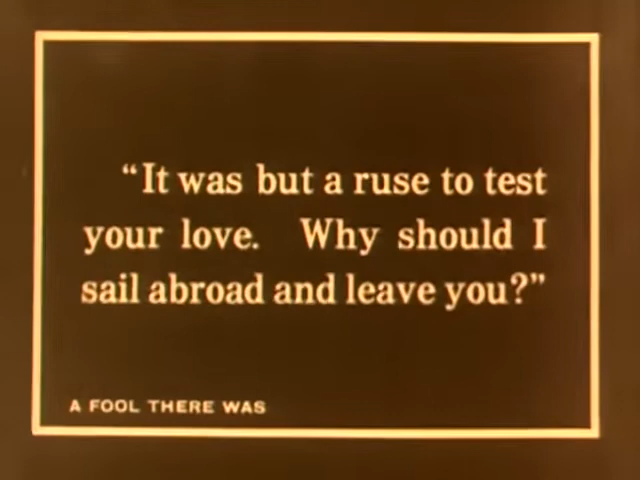 “It was but a ruse to test
your love. Why should I
sail abroad and leave you?”
A FOOL THERE WAS